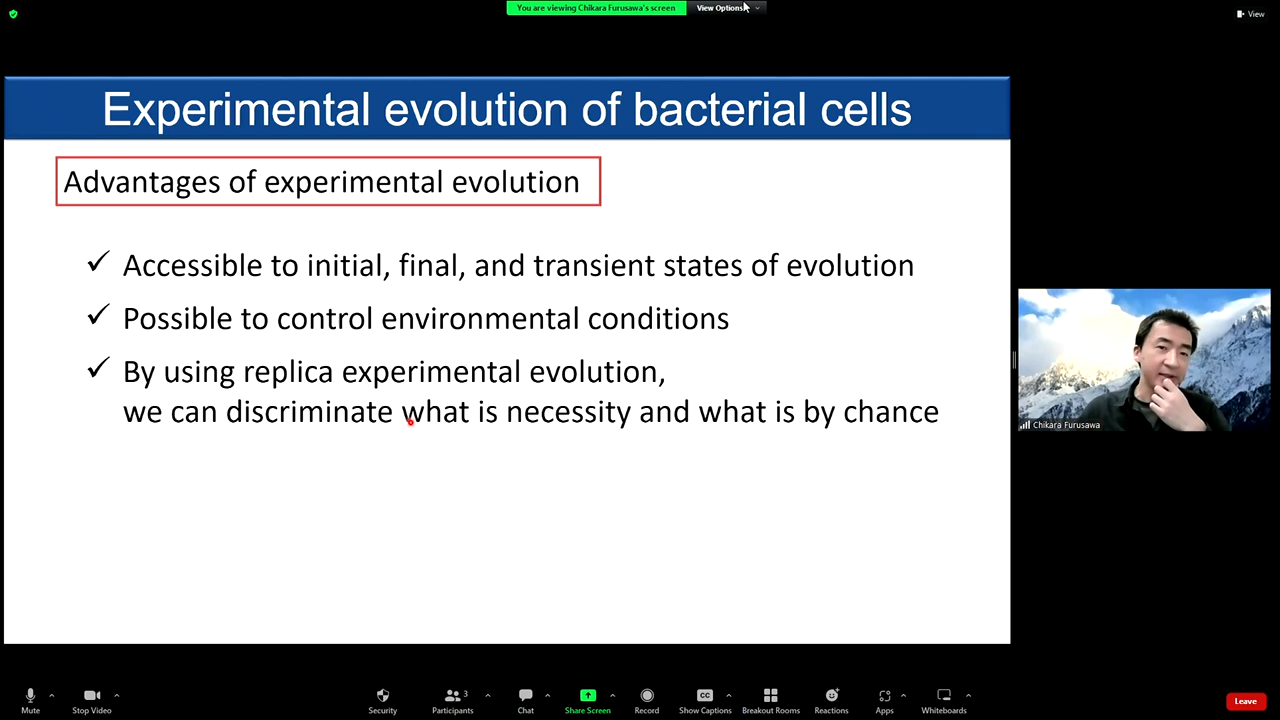 You are viewing Chikara Furusawa's screen
View Options
View
Experimental evolution of bacterial cells
Advantages of experimental evolution
✓ Accessible to initial, final, and transient states of evolution
✓ Possible to control environmental conditions
✓ By using replica experimental evolution,
we can discriminate what is necessity and what is by chance
Chikara Furusawa
Mute
Stop Video
Security
3
Participants
Chat
Share Screen
Record
CC
Show Captions
Breakout Rooms
Reactions
Apps
Whiteboards
Leave